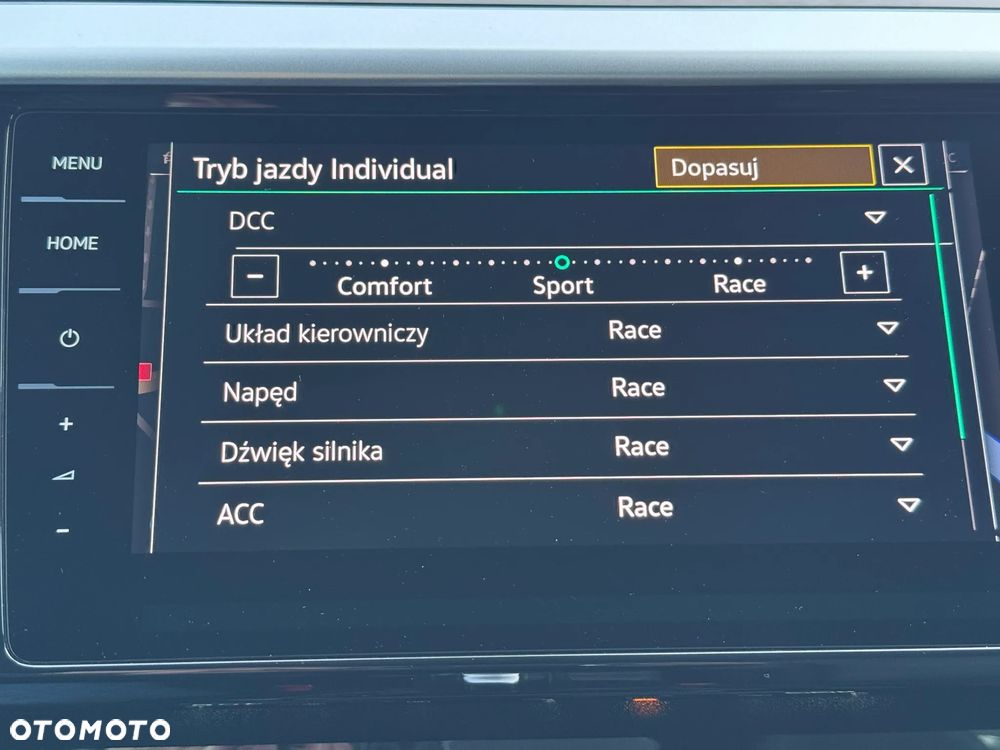 MENU
HOME
Tryb jazdy Individual
Dopasuj
DCC
Comfort Sport Race
Układ kierowniczy Race
Napęd Race
Dźwięk silnika Race
ACC Race
OTOMOTO